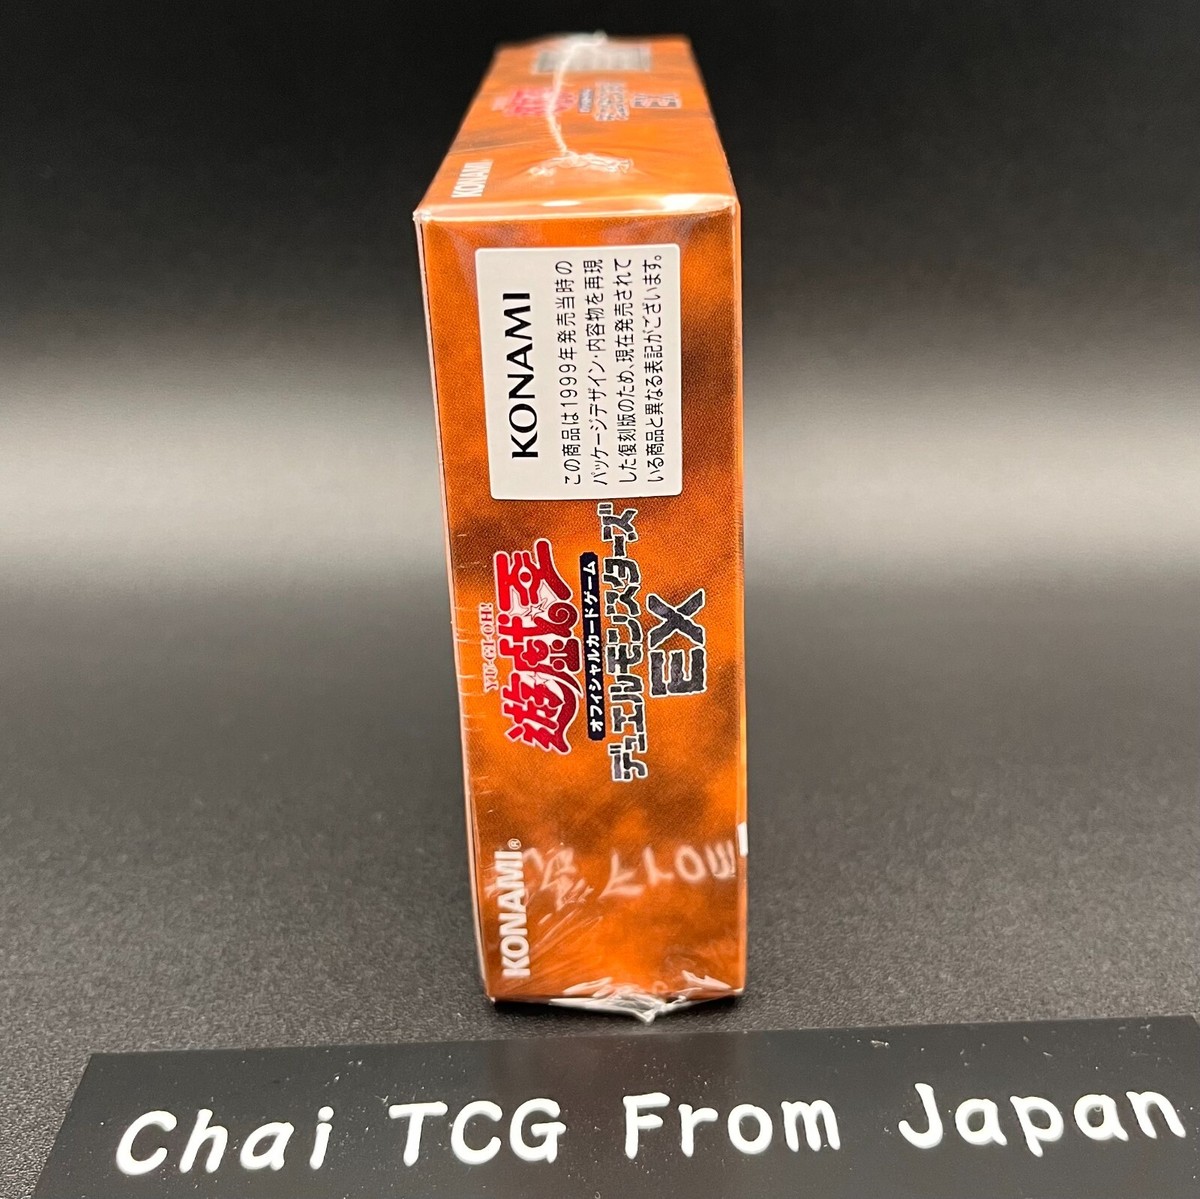 KONAMI
KONAMI
この商品は1999年発売当時の
パッケージデザイン・内容物を再現
した復刻版のため、現在発売されて
いる商品と異なる表記がございます。
YU-GI-OH!
遊戯王
オフィシャルカードゲーム
デュエルモンスターズ
EX
KONAMI®
Chai TCG From Japan